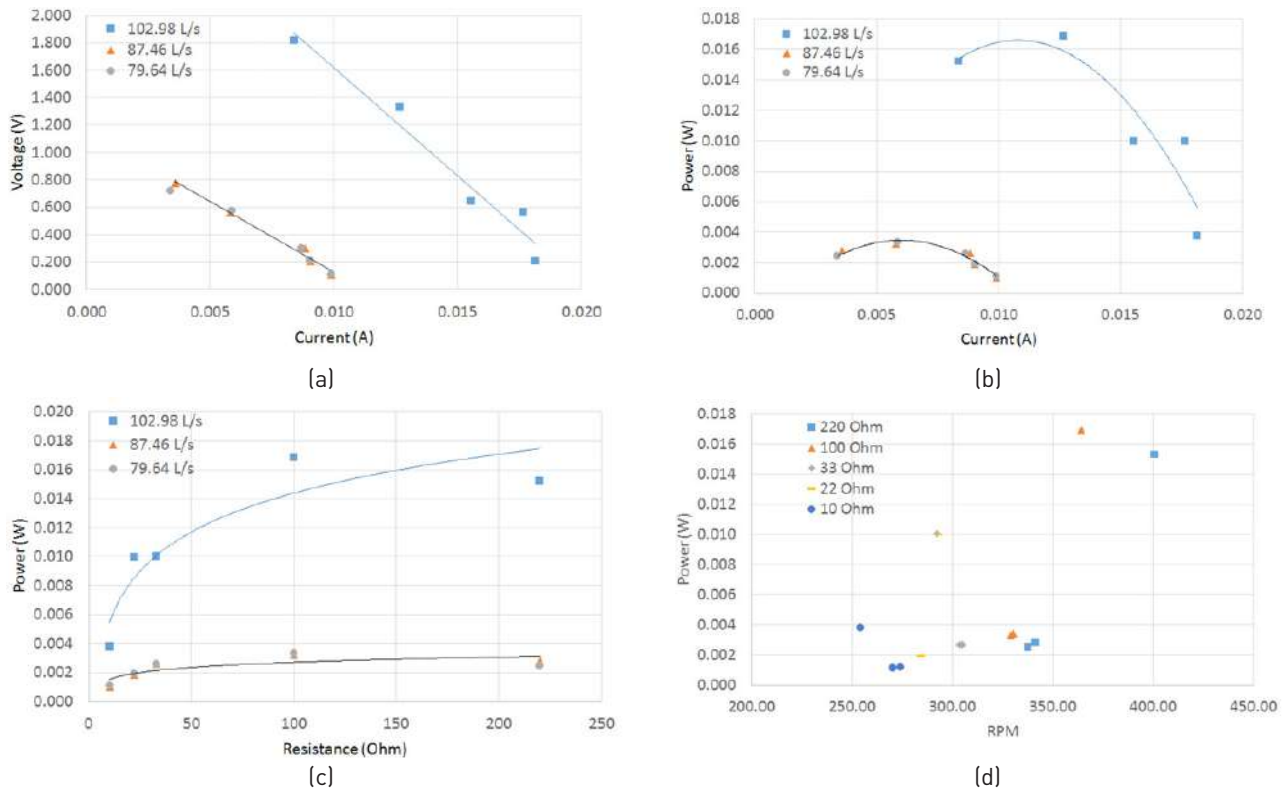 2.000
1.800
1.600
1.400
1.200
1.000
0.800
0.600
0.400
0.200
0.000
Voltage (V)
102.98 L/s
87.46 L/s
79.64 L/s
0.000 0.005 0.010 0.015 0.020
Current (A)
(a)
0.018
0.016
0.014
0.012
0.010
0.008
0.006
0.004
0.002
0.000
Power (W)
102.98 L/s
87.46 L/s
79.64 L/s
0.000 0.005 0.010 0.015 0.020
Current (A)
(b)
0.020
0.018
0.016
0.014
0.012
0.010
0.008
0.006
0.004
0.002
0.000
Power (W)
102.98 L/s
87.46 L/s
79.64 L/s
0 50 100 150 200 250
Resistance (Ohm)
(c)
0.018
0.016
0.014
0.012
0.010
0.008
0.006
0.004
0.002
0.000
Power (W)
220 Ohm
100 Ohm
33 Ohm
22 Ohm
10 Ohm
200.00 250.00 300.00 350.00 400.00 450.00
RPM
(d)